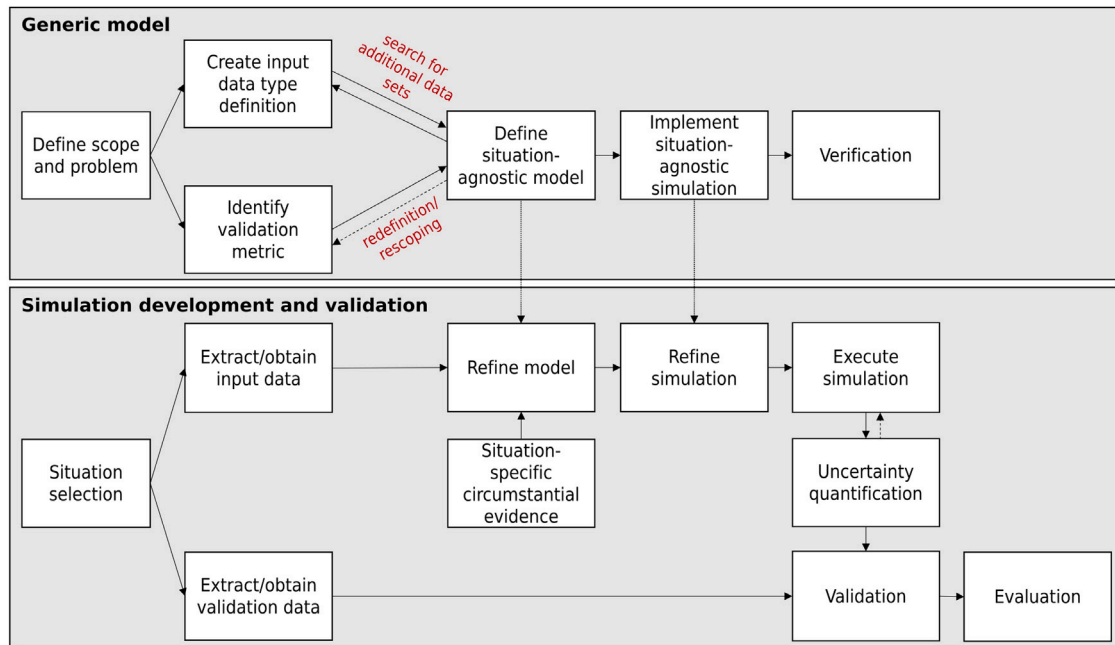 Generic model
Create input
data type
definition
search for
additional data
sets
Define scope
and problem
Define
situation-
agnostic model
Implement
situation-
agnostic
simulation
Verification
Identify
validation
metric
redefinition/
rescoping
Simulation development and validation
Extract/obtain
input data
Refine model
Refine
simulation
Execute
simulation
Situation
selection
Situation-
specific
circumstantial
evidence
Uncertainty
quantification
Extract/obtain
validation data
Validation
Evaluation